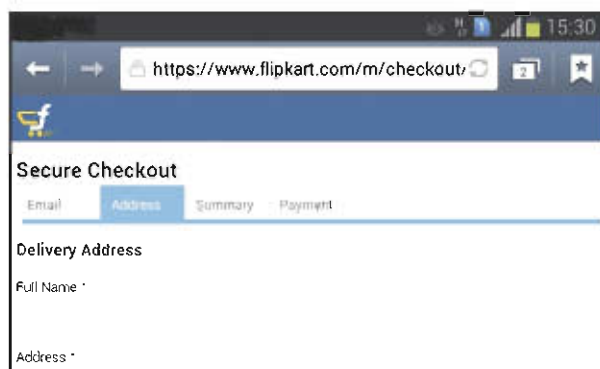 15:30
https://www.flipkart.com/m/checkout/
2
Secure Checkout
Email Address Summary Payment
Delivery Address
Full Name *
Address *